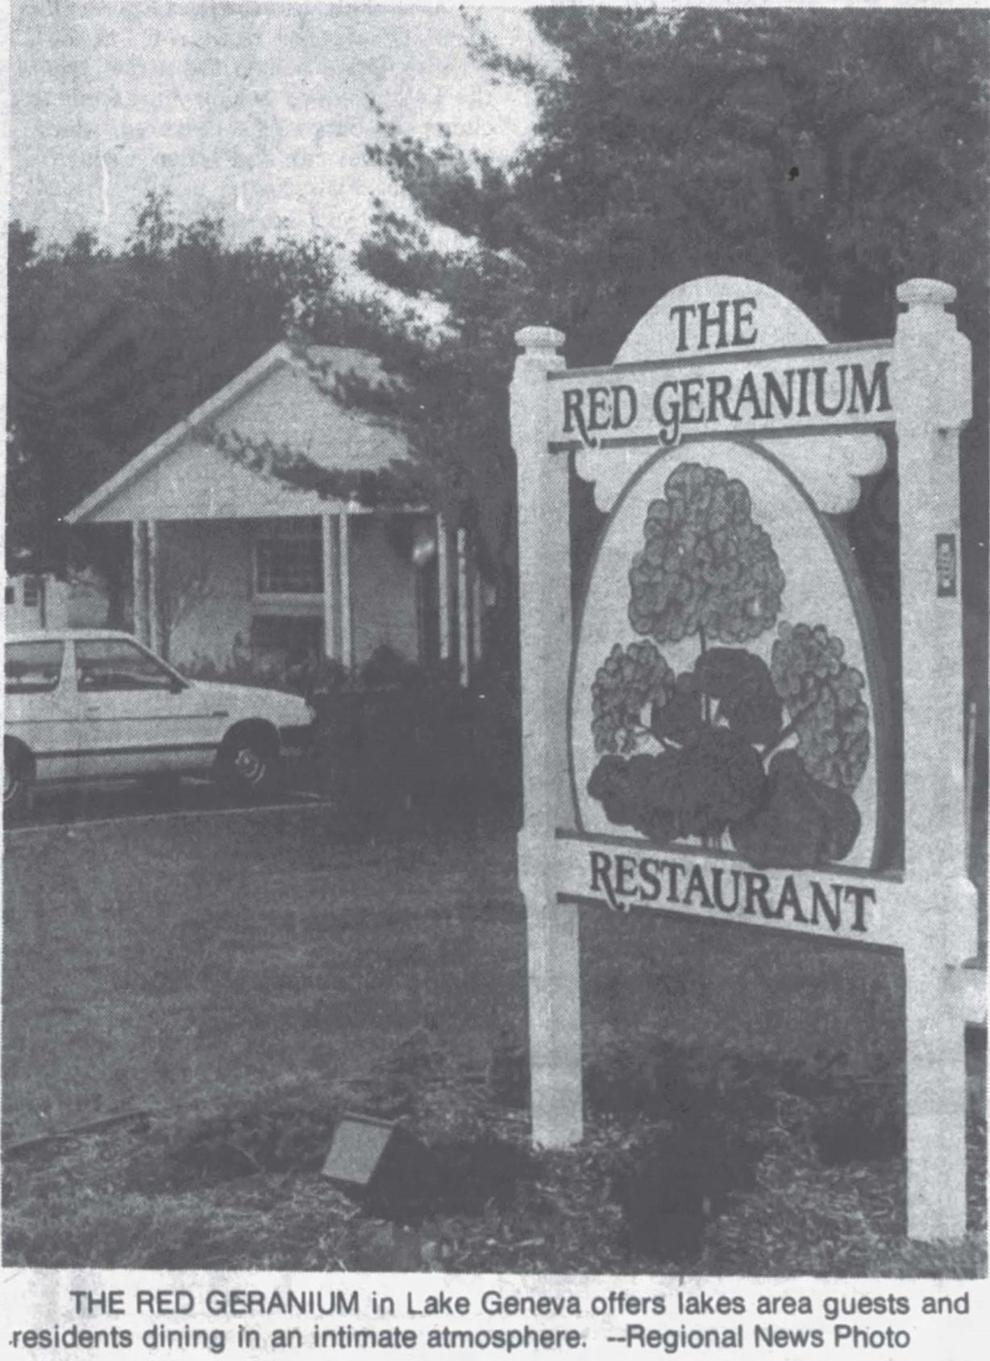 THE
RED GERANIUM
RESTAURANT
THE RED GERANIUM in Lake Geneva offers lakes area guests and
residents dining in an intimate atmosphere. --Regional News Photo